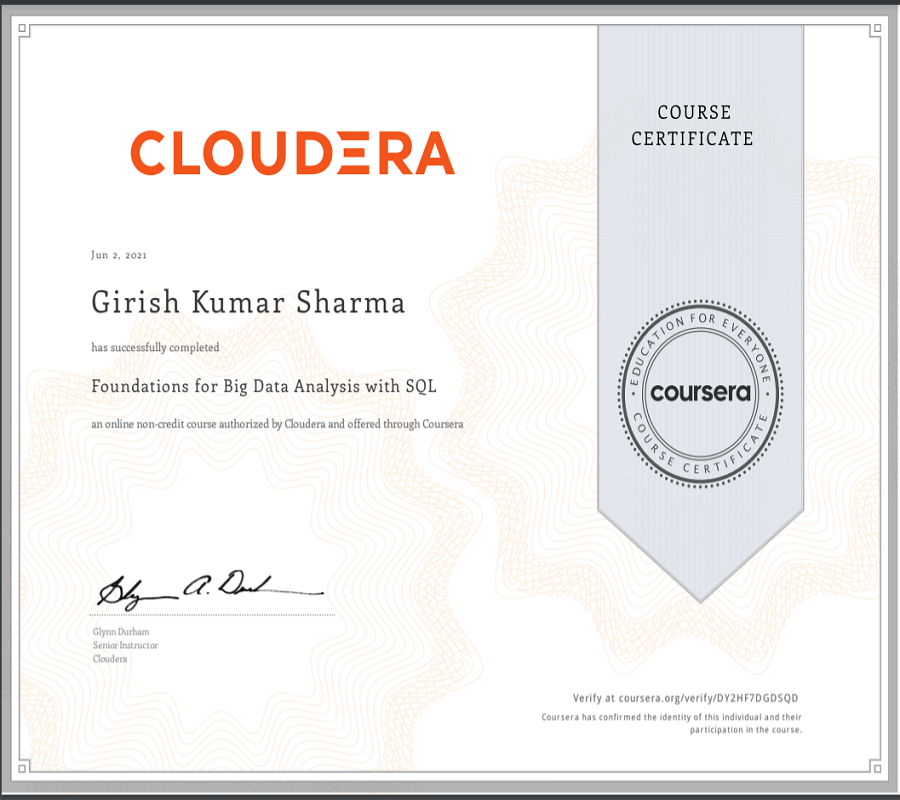 COURSE
CERTIFICATE
CLOUDERA
Jun 2, 2021
Girish Kumar Sharma
has successfully completed
Foundations for Big Data Analysis with SQL
an online non-credit course authorized by Cloudera and offered through Coursera
EDUCATION FOR EVERYONE
coursera
COURSE CERTIFICATE
Glynn Durham
Senior Instructor
Cloudera
Verify at coursera.org/verify/DY2HF7DGDSQD
Coursera has confirmed the identity of this individual and their
participation in the course.